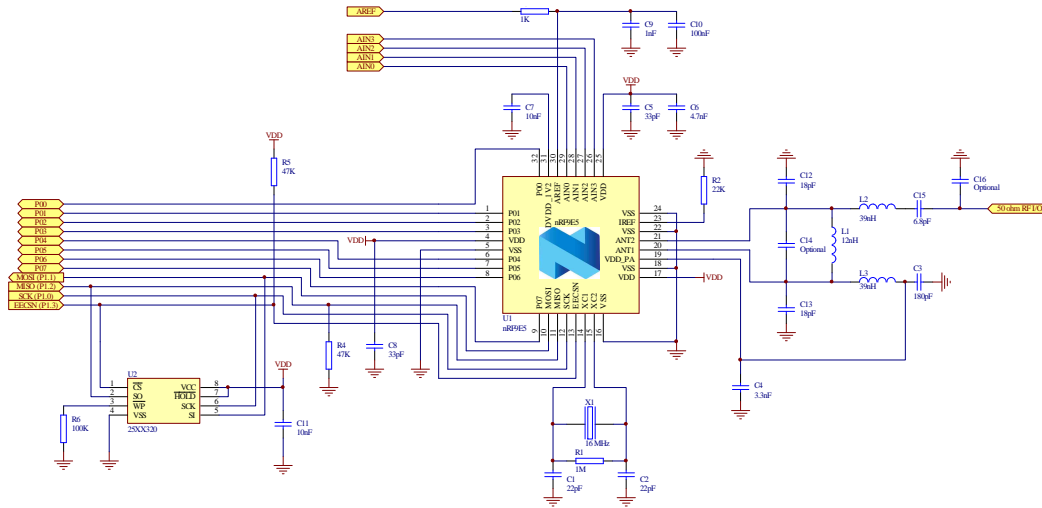 AREF
1K
C9
1nF
C10
100nF
AIN3
AIN2
AIN1
AIN0
VDD
C7
10nF
C5
33pF
C6
4.7nF
VDD
R5
47K
32
31
30
29
28
27
26
25
P00
DVDD_1V2
AREF
AIN0
AIN1
AIN2
AIN3
VDD
R2
22K
C12
18pF
C16
Optional
P00
P01
P02
P03
P04
P05
P06
P07
MOSI (P1.1)
MISO (P1.2)
SCK (P1.0)
EECSN (P1.3)
1
2
3
4
5
6
7
8
P01
P02
P03
VDD
VSS
P04
P05
P06
nRF9E5
VSS
IREF
VSS
ANT2
ANT1
VDD_PA
VSS
VDD
24
23
22
21
20
19
18
17
VDD
VDD
L2
39nH
C15
6.8pF
50 ohm RF I/O
C14
Optional
L1
12nH
L3
39nH
C3
180pF
C13
18pF
P07
MOSI
MISO
SCK
EECSN
XC1
XC2
VSS
9
10
11
12
13
14
15
16
U1
nRF9E5
R4
47K
C8
33pF
C4
3.3nF
U2
1
2
3
4
CS
SO
WP
VSS
VCC
HOLD
SCK
SI
8
7
6
5
25XX320
VDD
R6
100K
C11
10nF
X1
16 MHz
R1
1M
C1
22pF
C2
22pF